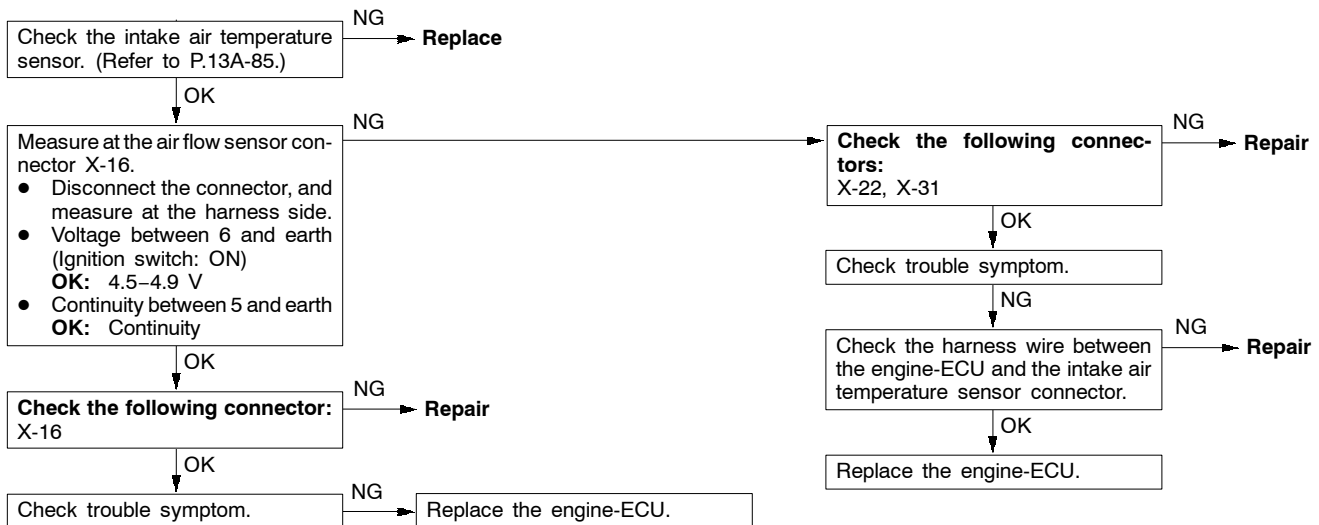 NG
Check the intake air temperature
sensor. (Refer to P.13A-85.)
Replace
OK
Measure at the air flow sensor con-
nector X-16.
● Disconnect the connector, and
measure at the harness side.
● Voltage between 6 and earth
(Ignition switch: ON)
OK: 4.5–4.9 V
● Continuity between 5 and earth
OK: Continuity
NG
OK
Check the following connector:
X-16
NG
Repair
OK
Check trouble symptom.
NG
Replace the engine-ECU.
Check the following connec-
tors:
X-22, X-31
NG
Repair
OK
Check trouble symptom.
NG
Check the harness wire between
the engine-ECU and the intake air
temperature sensor connector.
NG
Repair
OK
Replace the engine-ECU.